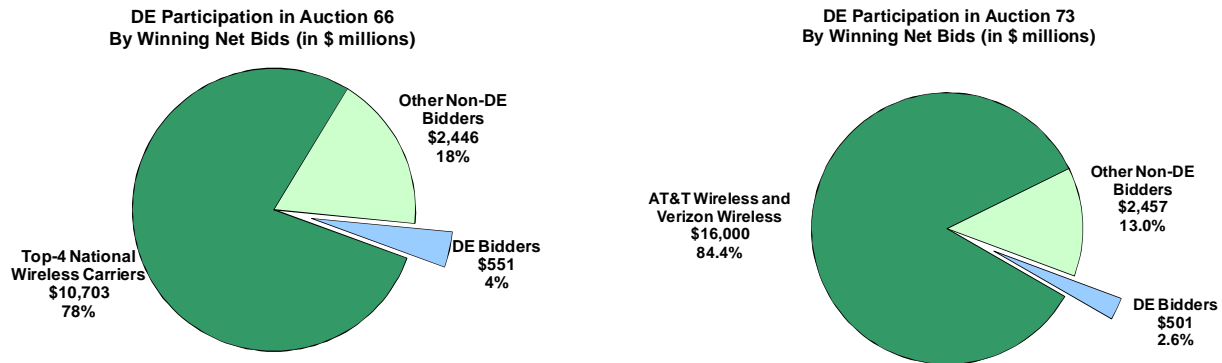 DE Participation in Auction 66
By Winning Net Bids (in $ millions)
Other Non-DE
Bidders
$2,446
18%
DE Bidders
$551
4%
Top-4 National
Wireless Carriers
$10,703
78%
DE Participation in Auction 73
By Winning Net Bids (in $ millions)
AT&T Wireless and
Verizon Wireless
$16,000
84.4%
Other Non-DE
Bidders
$2,457
13.0%
DE Bidders
$501
2.6%